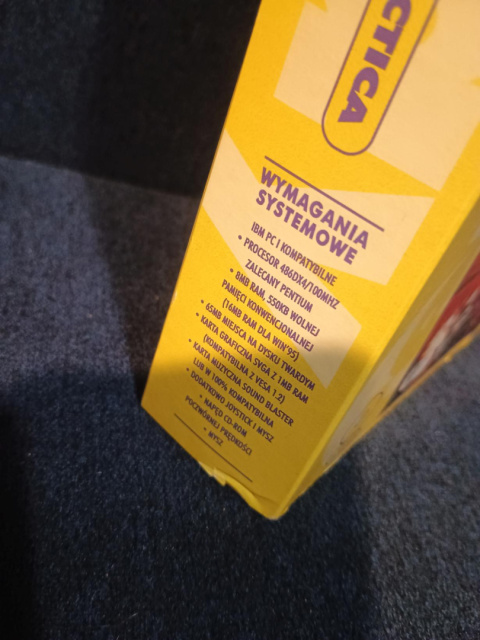 CTICA
WYMAGANIA
SYSTEMOWE
IBM PC I KOMPATYBILNE
• PROCESOR 486DX4/100MHZ
ZALECANY PENTIUM
• 8MB RAM, 550KB WOLNEJ
PAMIĘCI KONWENCJONALNEJ
(16MB RAM DLA WIN'95)
• 65MB MIEJSCA NA DYSKU TWARDYM
• KARTA GRAFICZNA SVGA Z 1MB RAM
(KOMPATYBILNA Z VESA 1.2)
• KARTA MUZYCZNA SOUND BLASTER
LUB W 100% KOMPATYBILNA
• DODATKOWO JOYSTICK I MYSZ
• NAPĘD CD-ROM
POCZWÓRNEJ PRĘDKOŚCI
• MYSZ